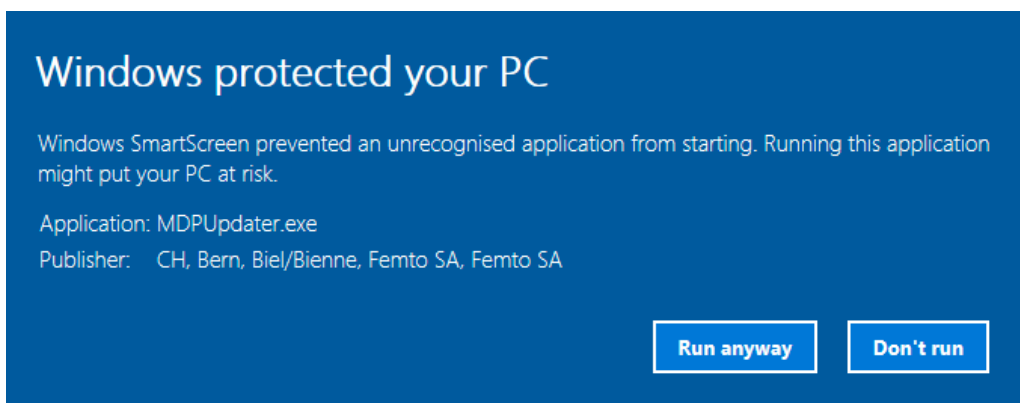 Windows protected your PC
Windows SmartScreen prevented an unrecognised application from starting. Running this application
might put your PC at risk.
Application: MDPUpdater.exe
Publisher: CH, Bern, Biel/Bienne, Femto SA, Femto SA
Run anyway
Don't run